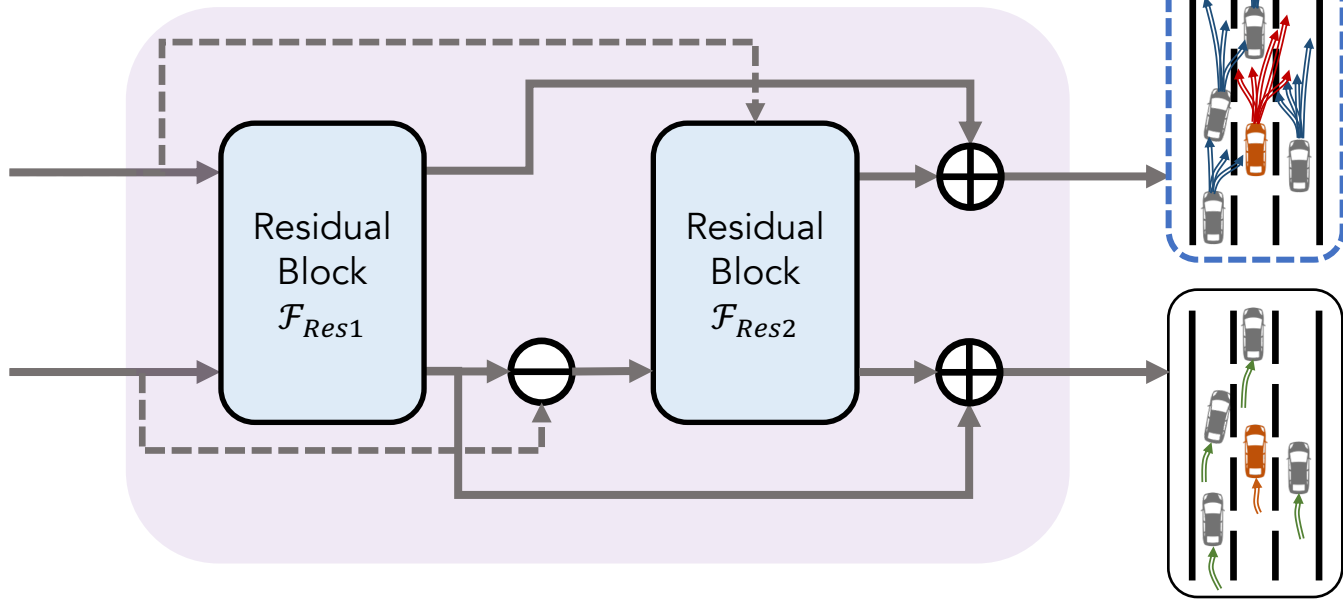 Residual
Block
ℱ_Res1
Residual
Block
ℱ_Res2